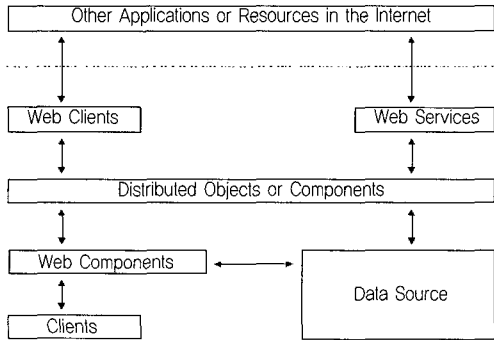 Other Applications or Resources in the Internet
Web Clients
Web Services
Distributed Objects or Components
Web Components
Data Source
Clients